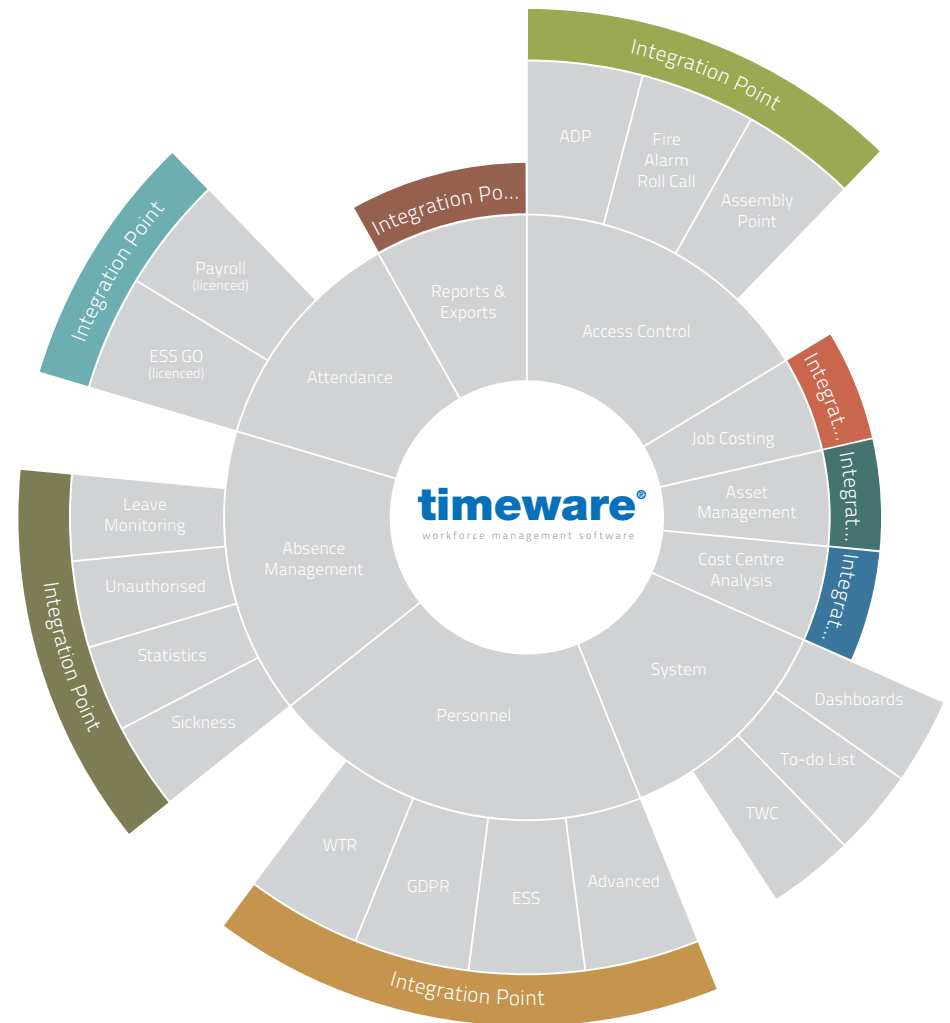 Integration Point
ADP
Fire
Alarm
Roll Call
Assembly
Point
Integration Po...
Reports &
Exports
Access Control
Integration Point
Payroll
(licenced)
ESS GO
(licenced)
Attendance
Job Costing
Integrat...
Asset
Management
Integrat...
Cost Centre
Analysis
Integrat...
timeware®
workforce management software
Absence
Management
Leave
Monitoring
Unauthorised
Statistics
Sickness
Integration Point
System
Dashboards
To-do List
TWC
Personnel
WTR
GDPR
ESS
Advanced
Integration Point